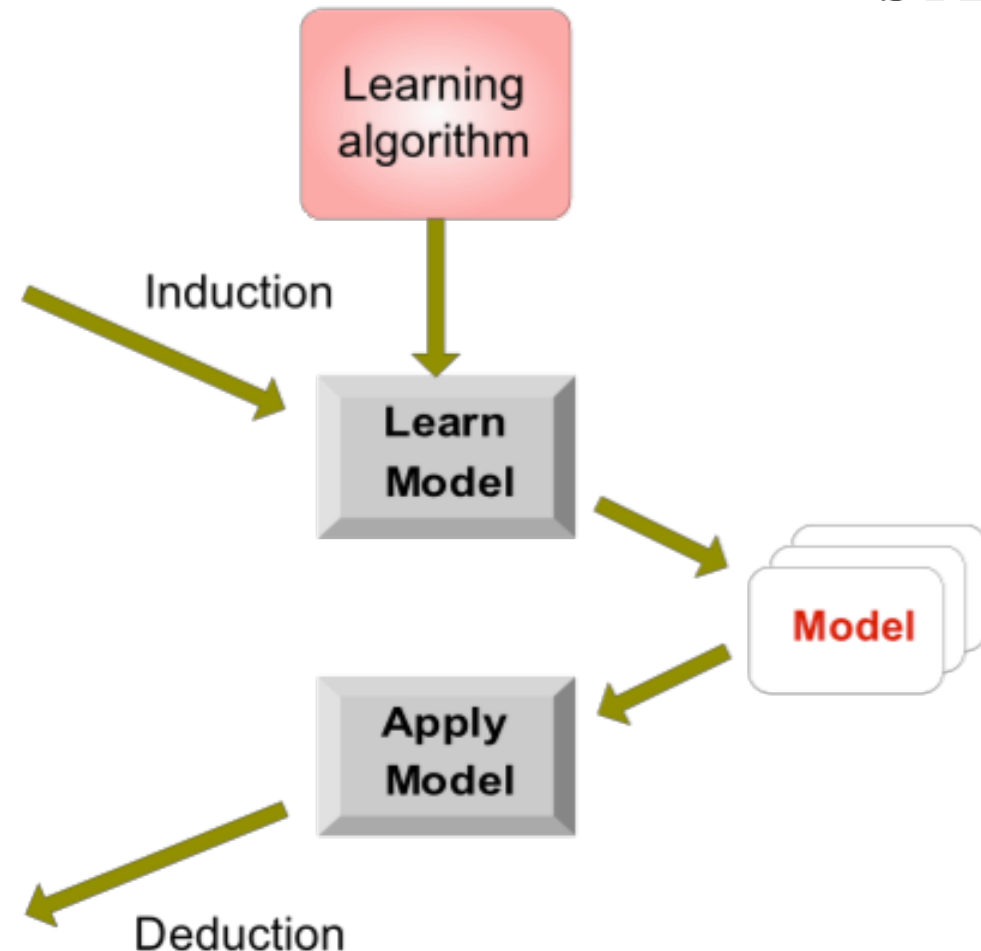 Learning
algorithm
Induction
Learn
Model
Model
Apply
Model
Deduction